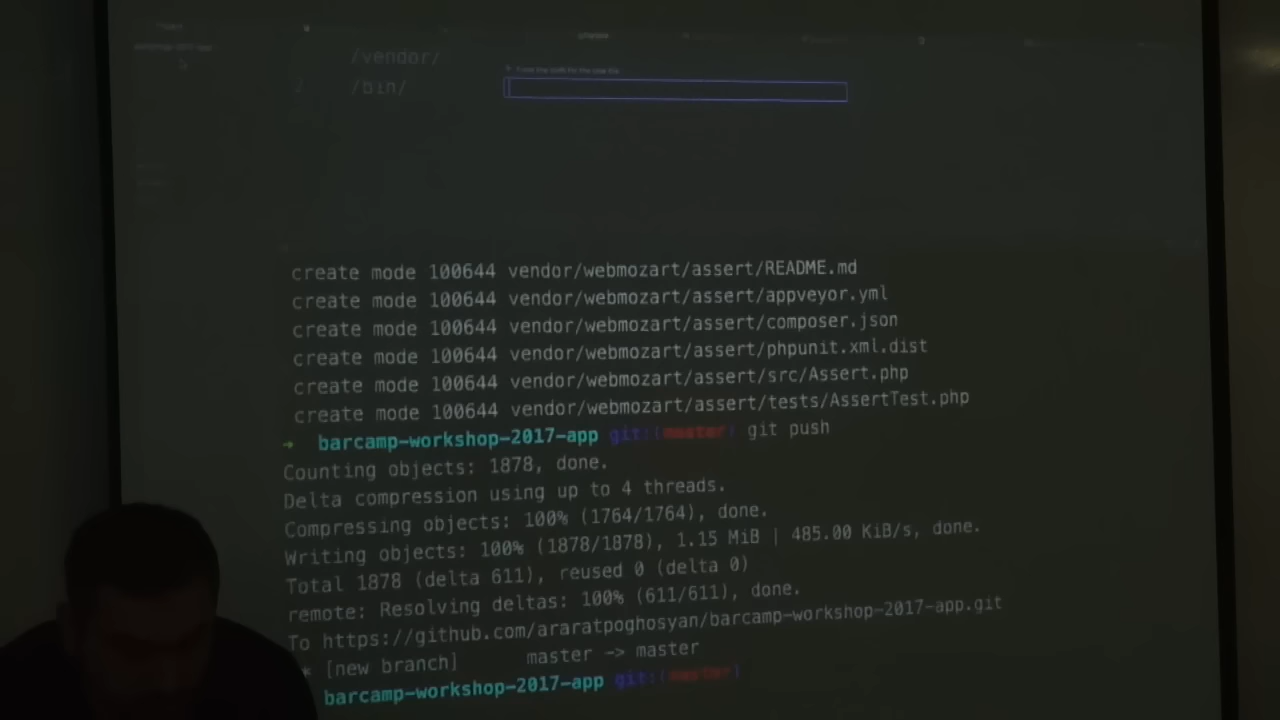 /vendor/
2 /bin/
create mode 100644 vendor/webmozart/assert/README.md
create mode 100644 vendor/webmozart/assert/appveyor.yml
create mode 100644 vendor/webmozart/assert/composer.json
create mode 100644 vendor/webmozart/assert/phpunit.xml.dist
create mode 100644 vendor/webmozart/assert/src/Assert.php
create mode 100644 vendor/webmozart/assert/tests/AssertTest.php
→ barcamp-workshop-2017-app git:(master) git push
Counting objects: 1878, done.
Delta compression using up to 4 threads.
Compressing objects: 100% (1764/1764), done.
Writing objects: 100% (1878/1878), 1.15 MiB | 485.00 KiB/s, done.
Total 1878 (delta 611), reused 0 (delta 0)
remote: Resolving deltas: 100% (611/611), done.
To https://github.com/araratpoghosyan/barcamp-workshop-2017-app.git
* [new branch] master -> master
barcamp-workshop-2017-app git:(master)